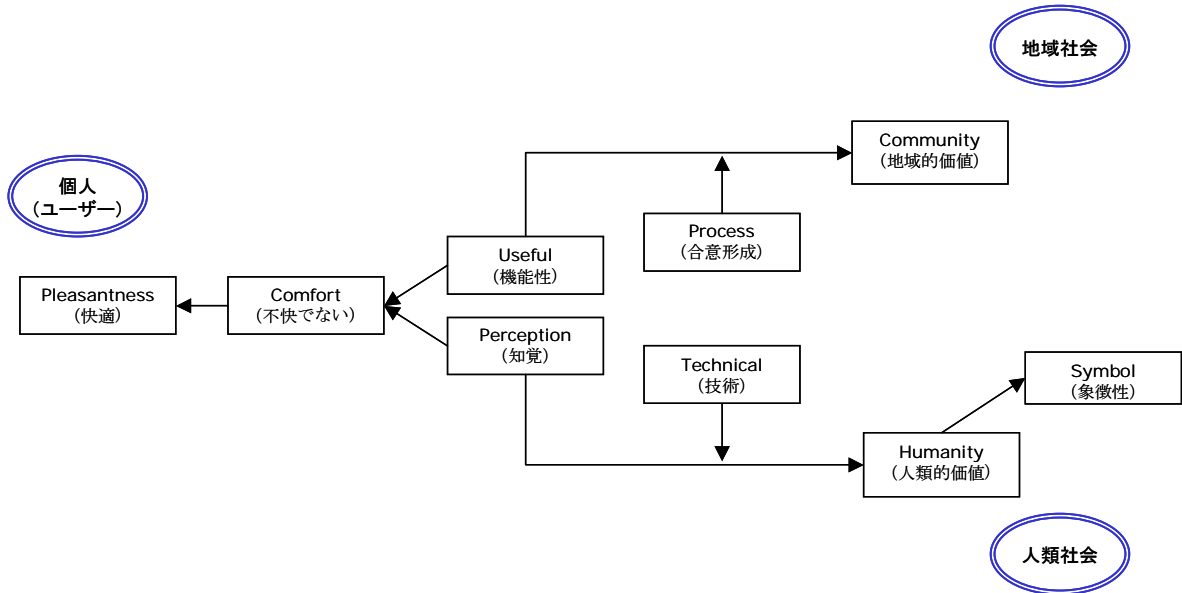 地域社会
Community
（地域的価値）
個人
（ユーザー）
Process
（合意形成）
Useful
（機能性）
Pleasantness
（快適）
Comfort
（不快でない）
Perception
（知覚）
Technical
（技術）
Symbol
（象徴性）
Humanity
（人類的価値）
人類社会